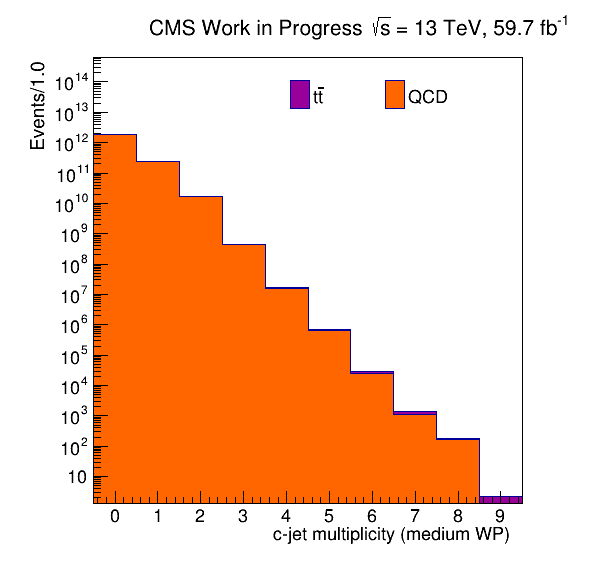 CMS Work in Progress √s = 13 TeV, 59.7 fb⁻¹
Events/1.0
tt̄
QCD
10¹⁴
10¹³
10¹²
10¹¹
10¹⁰
10⁹
10⁸
10⁷
10⁶
10⁵
10⁴
10³
10²
10
0 1 2 3 4 5 6 7 8 9
c-jet multiplicity (medium WP)